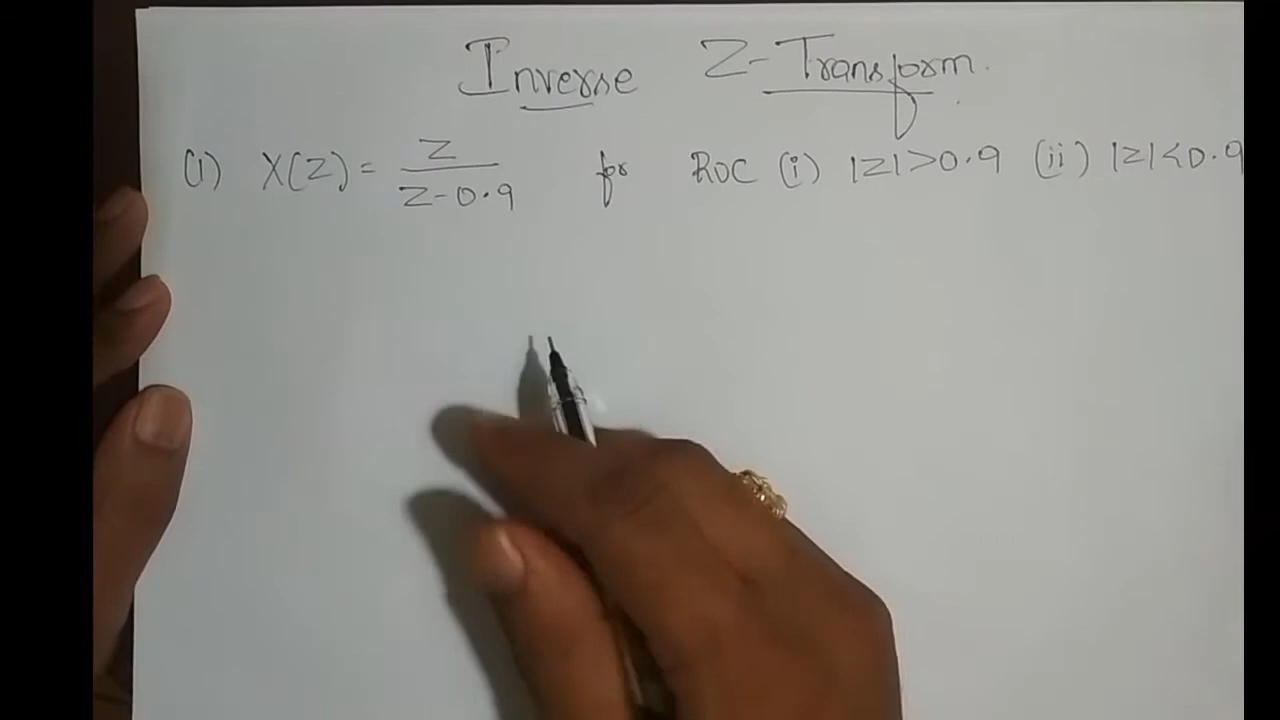 Inverse Z-Transform.
(1) X(Z) = Z / Z-0.9 for ROC (i) |Z|>0.9 (ii) |Z|<0.9